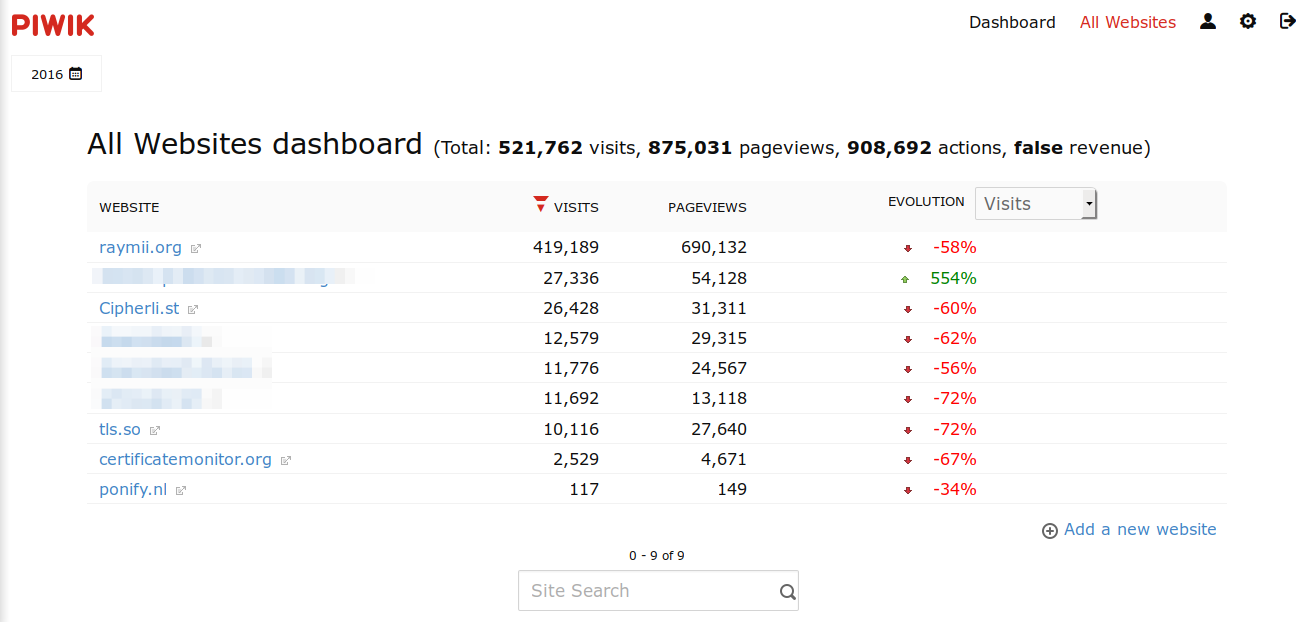 PIWIK
Dashboard All Websites
2016
All Websites dashboard (Total: 521,762 visits, 875,031 pageviews, 908,692 actions, false revenue)
WEBSITE VISITS PAGEVIEWS EVOLUTION Visits
raymii.org 419,189 690,132 -58%
27,336 54,128 554%
Cipherli.st 26,428 31,311 -60%
12,579 29,315 -62%
11,776 24,567 -56%
11,692 13,118 -72%
tls.so 10,116 27,640 -72%
certificatemonitor.org 2,529 4,671 -67%
ponify.nl 117 149 -34%
Add a new website
0 - 9 of 9
Site Search